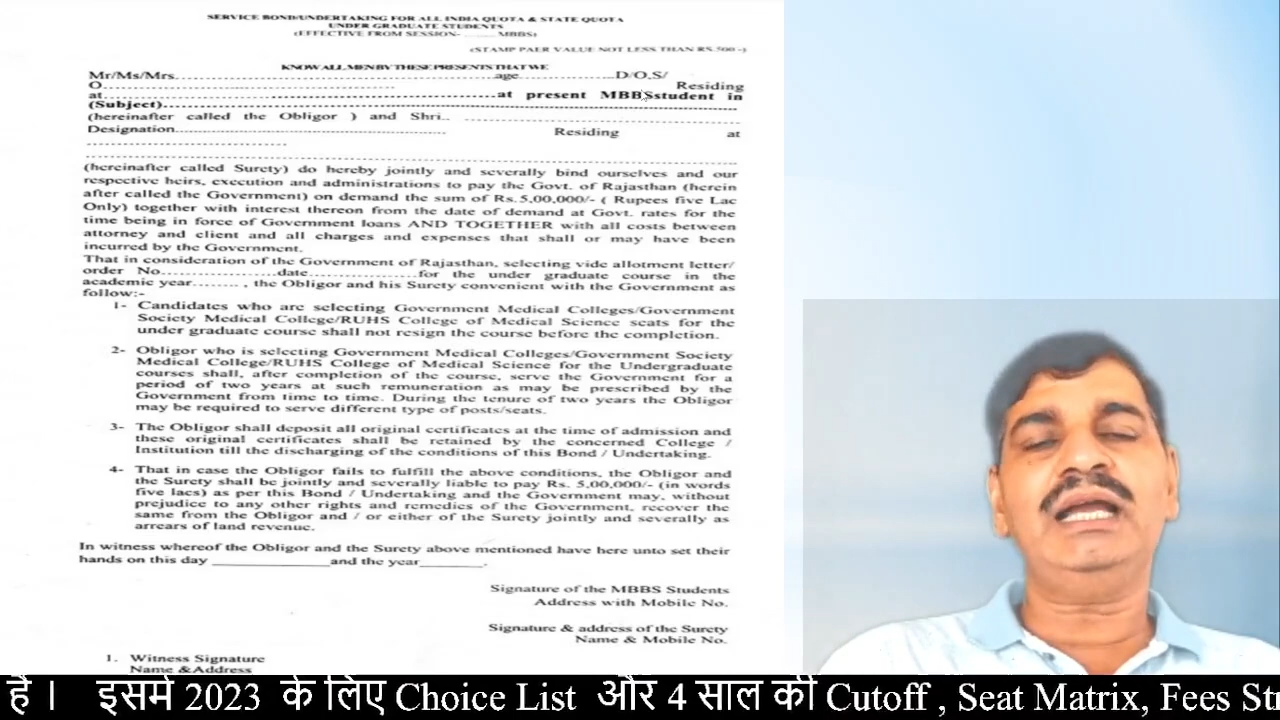 SERVICE BOND/UNDERTAKING FOR ALL INDIA QUOTA & STATE QUOTA
UNDER GRADUATE STUDENTS
(EFFECTIVE FROM SESSION- ........ MBBS)
(STAMP PAER VALUE NOT LESS THAN RS.500 -)
KNOW ALL MEN BY THESE PRESENTS THAT WE
Mr/Ms/Mrs..............................................................age...................D/O,S/
O.......................................................... Residing
at..............................................................at present MBBSstudent in
(Subject)..............................................................................................................
(hereinafter called the Obligor ) and Shri.. ..................................................
Designation..................................................... Residing at
........................................
..............................................................................................................
(hereinafter called Surety) do hereby jointly and severally bind ourselves and our
respective heirs, execution and administrations to pay the Govt. of Rajasthan (herein
after called the Government) on demand the sum of Rs.5,00,000/- ( Rupees five Lac
Only) together with interest thereon from the date of demand at Govt. rates for the
time being in force of Government loans AND TOGETHER with all costs between
attorney and client and all charges and expenses that shall or may have been
incurred by the Government.
That in consideration of the Government of Rajasthan, selecting vide allotment letter/
order No......................date.....................for the under graduate course in the
academic year........ , the Obligor and his Surety convenient with the Government as
follow:-
1- Candidates who are selecting Government Medical Colleges/Government
Society Medical College/RUHS College of Medical Science seats for the
under graduate course shall not resign the course before the completion.
2- Obligor who is selecting Government Medical Colleges/Government Society
Medical College/RUHS College of Medical Science for the Undergraduate
courses shall, after completion of the course, serve the Government for a
period of two years at such remuneration as may be prescribed by the
Government from time to time. During the tenure of two years the Obligor
may be required to serve different type of posts/seats.
3- The Obligor shall deposit all original certificates at the time of admission and
these original certificates shall be retained by the concerned College /
Institution till the discharging of the conditions of this Bond / Undertaking.
4- That in case the Obligor fails to fulfill the above conditions, the Obligor and
the Surety shall be jointly and severally liable to pay Rs. 5,00,000/- (in words
five lacs) as per this Bond / Undertaking and the Government may, without
prejudice to any other rights and remedies of the Government, recover the
same from the Obligor and / or either of the Surety jointly and severally as
arrears of land revenue.
In witness whereof the Obligor and the Surety above mentioned have here unto set their
hands on this day ________________and the year_________.
Signature of the MBBS Students
Address with Mobile No.
Signature & address of the Surety
Name & Mobile No.
1. Witness Signature
Name &Address
है। इसमें 2023 के लिए Choice List और 4 साल की Cutoff , Seat Matrix, Fees St